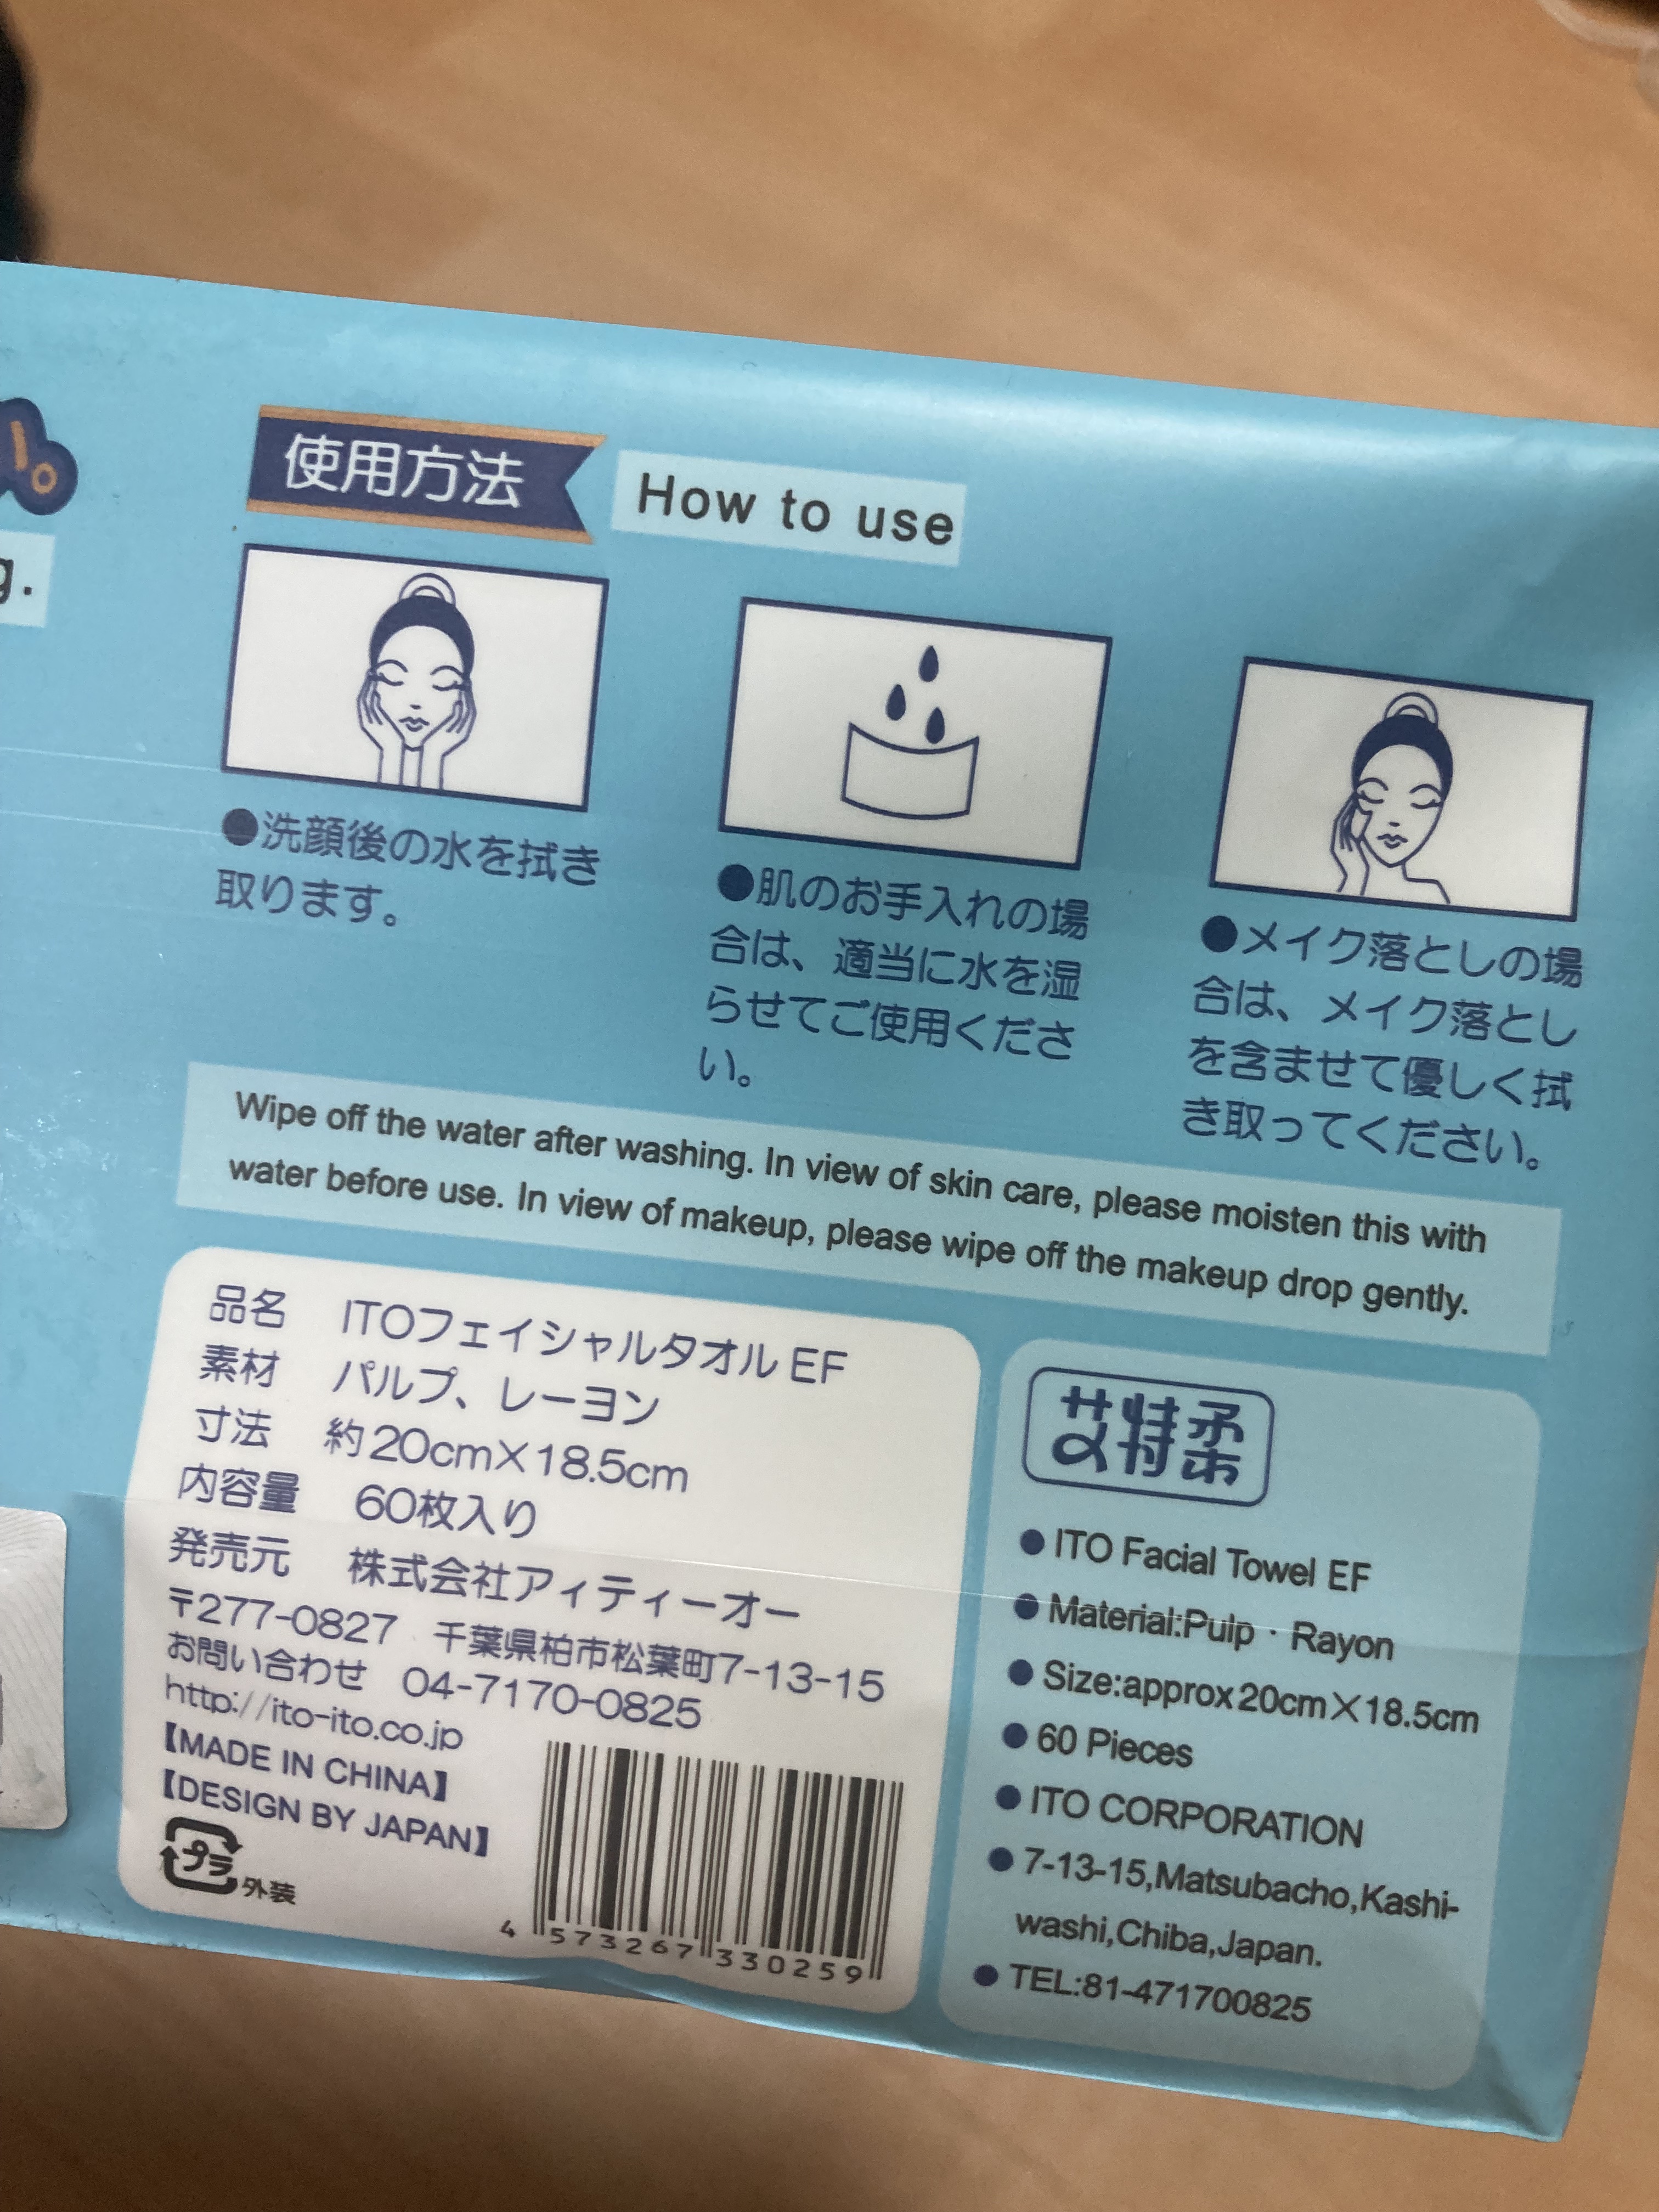 g.
使用方法
How to use
●洗顔後の水を拭き
取ります。
●肌のお手入れの場
合は、適当に水を湿
らせてご使用くださ
い。
●メイク落としの場
合は、メイク落とし
を含ませて優しく拭
き取ってください。
Wipe off the water after washing. In view of skin care, please moisten this with
water before use. In view of makeup, please wipe off the makeup drop gently.
品名 ITOフェイシャルタオル EF
素材 パルプ、レーヨン
寸法 約20cm×18.5cm
内容量 60枚入り
発売元 株式会社アィティーオー
〒277-0827 千葉県柏市松葉町7-13-15
お問い合わせ 04-7170-0825
http://ito-ito.co.jp
【MADE IN CHINA】
【DESIGN BY JAPAN】
プラ
外装
4 573267 330259
艾特柔
● ITO Facial Towel EF
● Material:Pulp · Rayon
● Size:approx 20cm×18.5cm
● 60 Pieces
● ITO CORPORATION
● 7-13-15,Matsubacho,Kashi-
washi,Chiba,Japan.
● TEL:81-471700825